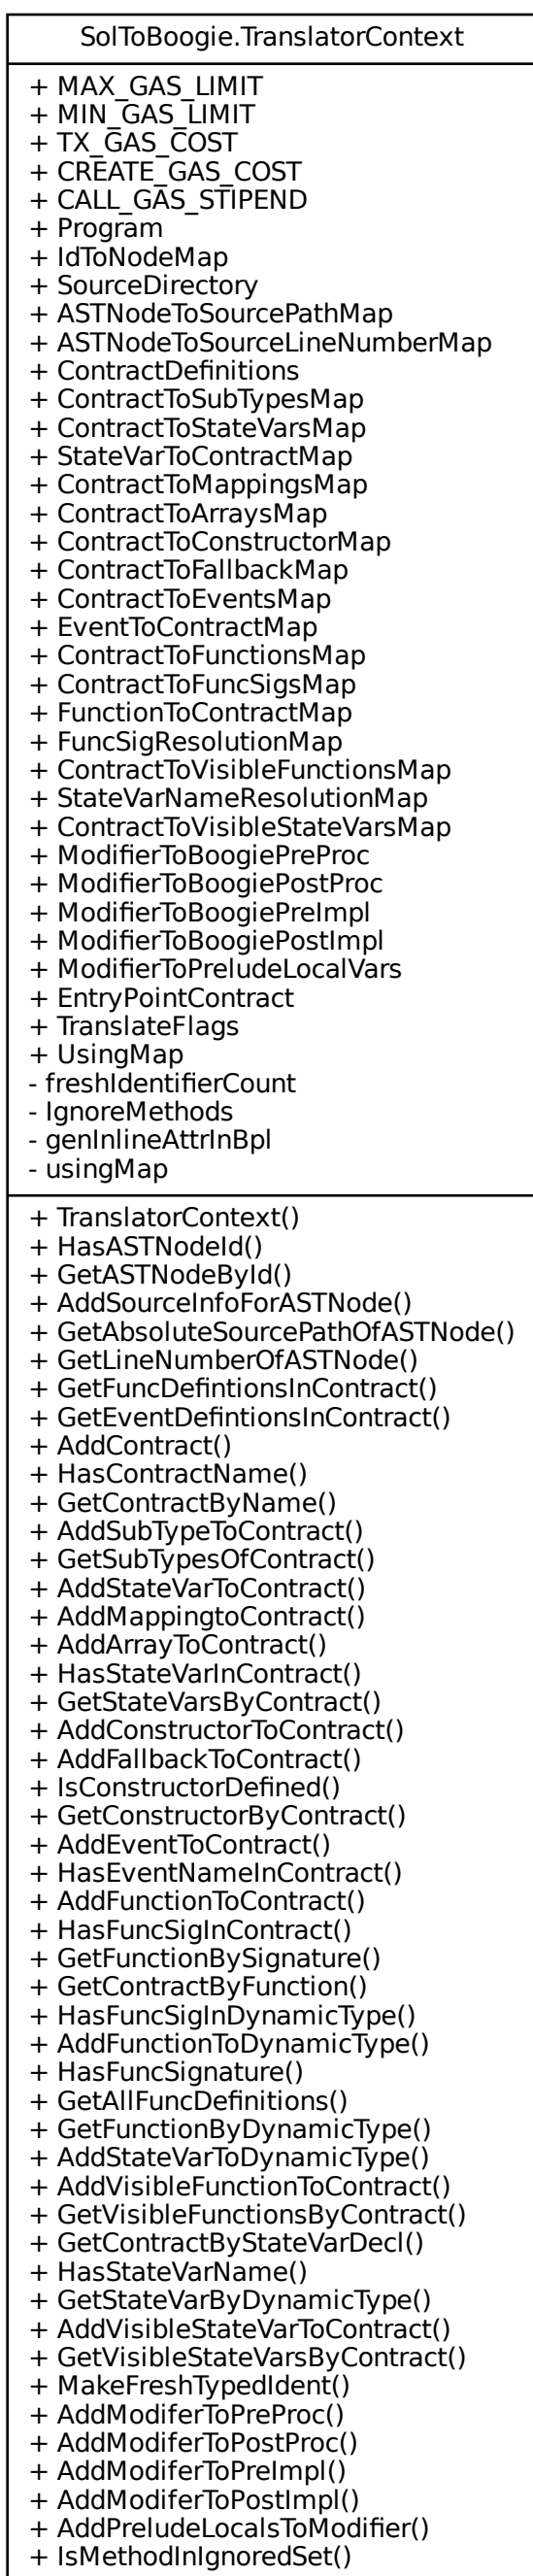 SolToBoogie.TranslatorContext
+ MAX_GAS_LIMIT
+ MIN_GAS_LIMIT
+ TX_GAS_COST
+ CREATE_GAS_COST
+ CALL_GAS_STIPEND
+ Program
+ IdToNodeMap
+ SourceDirectory
+ ASTNodeToSourcePathMap
+ ASTNodeToSourceLineNumberMap
+ ContractDefinitions
+ ContractToSubTypesMap
+ ContractToStateVarsMap
+ StateVarToContractMap
+ ContractToMappingsMap
+ ContractToArraysMap
+ ContractToConstructorMap
+ ContractToFallbackMap
+ ContractToEventsMap
+ EventToContractMap
+ ContractToFunctionsMap
+ ContractToFuncSigsMap
+ FunctionToContractMap
+ FuncSigResolutionMap
+ ContractToVisibleFunctionsMap
+ StateVarNameResolutionMap
+ ContractToVisibleStateVarsMap
+ ModifierToBoogiePreProc
+ ModifierToBoogiePostProc
+ ModifierToBoogiePreImpl
+ ModifierToBoogiePostImpl
+ ModifierToPreludeLocalVars
+ EntryPointContract
+ TranslateFlags
+ UsingMap
- freshIdentifierCount
- IgnoreMethods
- genInlineAttrInBpl
- usingMap
+ TranslatorContext()
+ HasASTNodeId()
+ GetASTNodeById()
+ AddSourceInfoForASTNode()
+ GetAbsoluteSourcePathOfASTNode()
+ GetLineNumberOfASTNode()
+ GetFuncDefintionsInContract()
+ GetEventDefintionsInContract()
+ AddContract()
+ HasContractName()
+ GetContractByName()
+ AddSubTypeToContract()
+ GetSubTypesOfContract()
+ AddStateVarToContract()
+ AddMappingtoContract()
+ AddArrayToContract()
+ HasStateVarInContract()
+ GetStateVarsByContract()
+ AddConstructorToContract()
+ AddFallbackToContract()
+ IsConstructorDefined()
+ GetConstructorByContract()
+ AddEventToContract()
+ HasEventNameInContract()
+ AddFunctionToContract()
+ HasFuncSigInContract()
+ GetFunctionBySignature()
+ GetContractByFunction()
+ HasFuncSigInDynamicType()
+ AddFunctionToDynamicType()
+ HasFuncSignature()
+ GetAllFuncDefinitions()
+ GetFunctionByDynamicType()
+ AddStateVarToDynamicType()
+ AddVisibleFunctionToContract()
+ GetVisibleFunctionsByContract()
+ GetContractByStateVarDecl()
+ HasStateVarName()
+ GetStateVarByDynamicType()
+ AddVisibleStateVarToContract()
+ GetVisibleStateVarsByContract()
+ MakeFreshTypedIdent()
+ AddModiferToPreProc()
+ AddModiferToPostProc()
+ AddModiferToPreImpl()
+ AddModiferToPostImpl()
+ AddPreludeLocalsToModifier()
+ IsMethodInIgnoredSet()